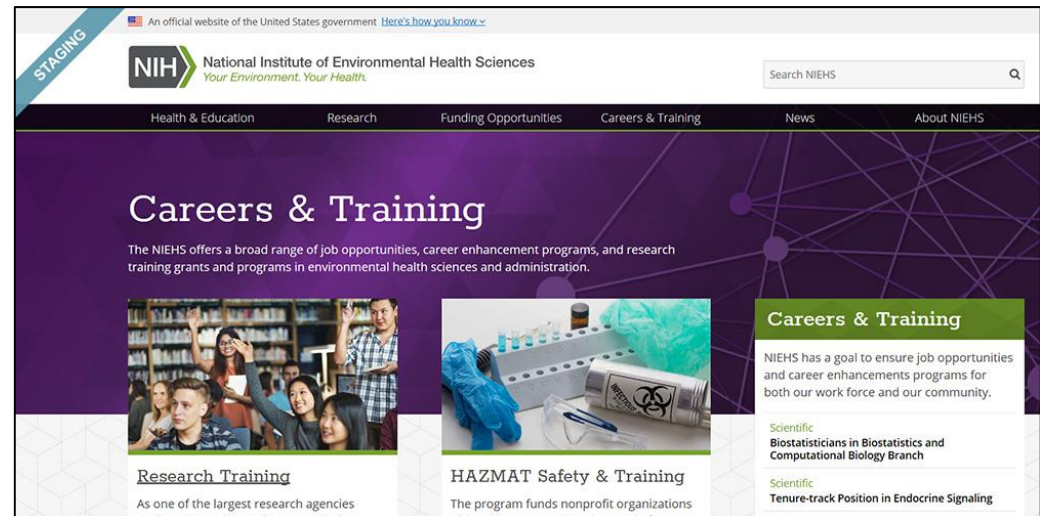 An official website of the United States government Here's how you know
STAGING
NIH
National Institute of Environmental Health Sciences
Your Environment. Your Health.
Search NIEHS
Health & Education
Research
Funding Opportunities
Careers & Training
News
About NIEHS
Careers & Training
The NIEHS offers a broad range of job opportunities, career enhancement programs, and research
training grants and programs in environmental health sciences and administration.
INFECTIOUS
Research Training
As one of the largest research agencies
HAZMAT Safety & Training
The program funds nonprofit organizations
Careers & Training
NIEHS has a goal to ensure job opportunities
and career enhancements programs for
both our work force and our community.
Scientific
Biostatisticians in Biostatistics and
Computational Biology Branch
Scientific
Tenure-track Position in Endocrine Signaling